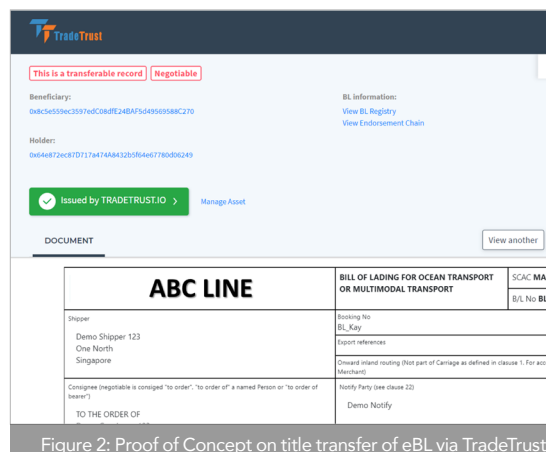 TradeTrust
This is a transferable record Negotiable
Beneficiary:
0x8c5e559ec3597edC08dfE24BAF5d49569588C270
BL information:
View BL Registry
View Endorsement Chain
Holder:
0x64e872ec87D717a474A8432b5f64e67780d06249
Issued by TRADETRUST.IO
Manage Asset
DOCUMENT
View another
ABC LINE
BILL OF LADING FOR OCEAN TRANSPORT
OR MULTIMODAL TRANSPORT
SCAC MA
B/L No BL
Shipper
Demo Shipper 123
One North
Singapore
Booking No
BL_Kay
Export references
Onward inland routing (Not part of Carriage as defined in clasuse 1. For acc
Merchant)
Consignee (negotiable is consiged "to order", "to order of" a named Person or "to order of
bearer")
TO THE ORDER OF
Notify Party (see clause 22)
Demo Notify
Figure 2: Proof of Concept on title transfer of eBL via TradeTrust